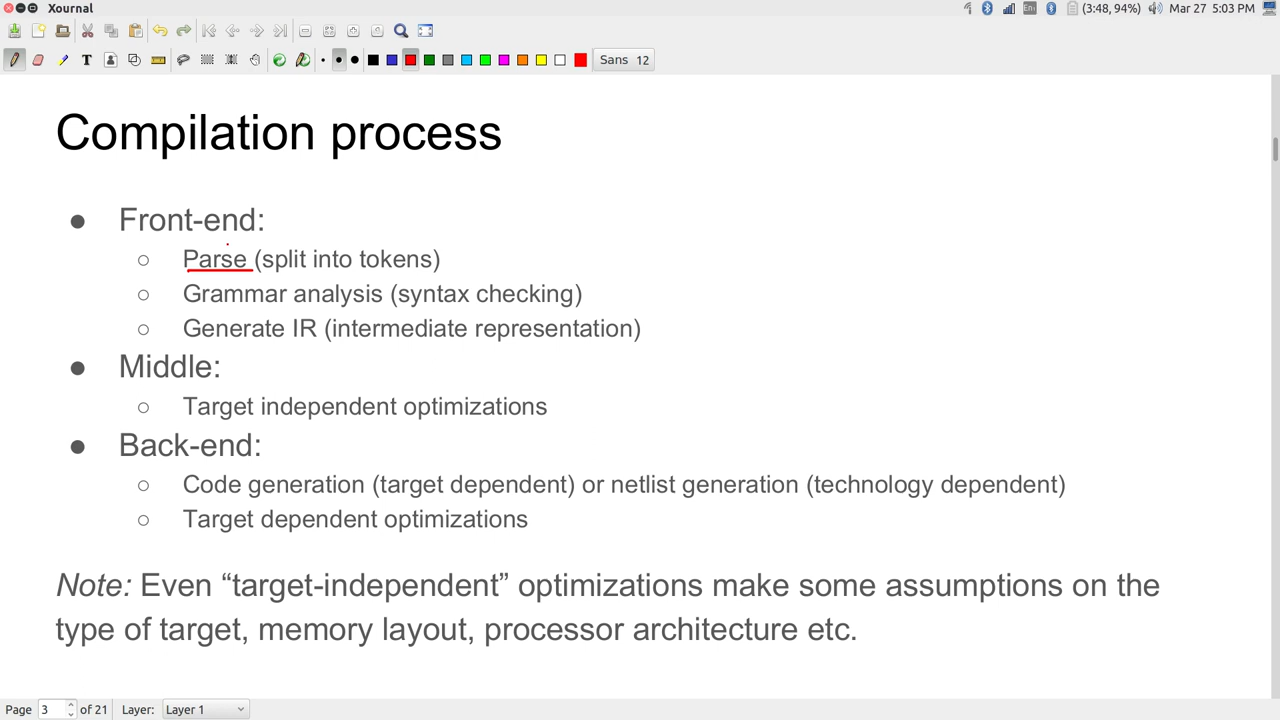 Xournal
En (3:48, 94%) Mar 27 5:03 PM
T Sans 12
Compilation process
● Front-end:
○ Parse (split into tokens)
○ Grammar analysis (syntax checking)
○ Generate IR (intermediate representation)
● Middle:
○ Target independent optimizations
● Back-end:
○ Code generation (target dependent) or netlist generation (technology dependent)
○ Target dependent optimizations
Note: Even “target-independent” optimizations make some assumptions on the
type of target, memory layout, processor architecture etc.
Page 3 of 21 Layer: Layer 1